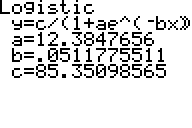 Logistic
y=c/(1+ae^(-bx))
a=12.3847656
b=.0511775511
c=85.35098565